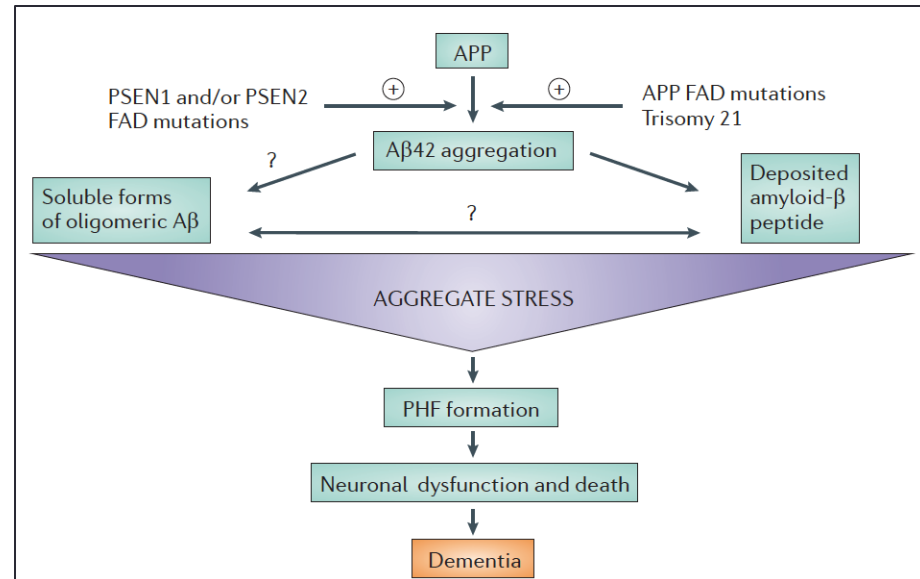 APP
+
+
PSEN1 and/or PSEN2
FAD mutations
APP FAD mutations
Trisomy 21
Aβ42 aggregation
?
Soluble forms
of oligomeric Aβ
?
Deposited
amyloid-β
peptide
AGGREGATE STRESS
PHF formation
Neuronal dysfunction and death
Dementia